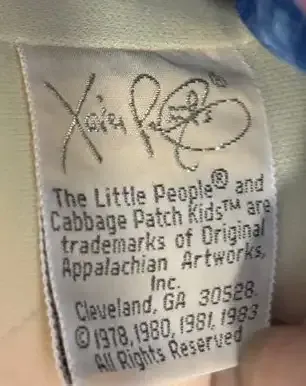 Xavier Roberts ®
The Little People® and
Cabbage Patch Kids™ are
trademarks of Original
Appalachian Artworks,
Inc.
Cleveland, GA 30528.
©1978, 1980, 1981, 1983
All Rights Reserved